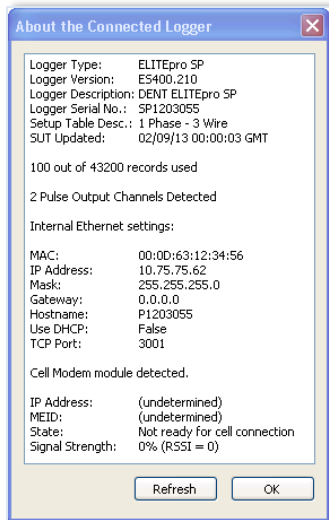 About the Connected Logger
Logger Type: ELITEpro SP
Logger Version: ES400.210
Logger Description: DENT ELITEpro SP
Logger Serial No.: SP1203055
Setup Table Desc.: 1 Phase - 3 Wire
SUT Updated: 02/09/13 00:00:03 GMT
100 out of 43200 records used
2 Pulse Output Channels Detected
Internal Ethernet settings:
MAC: 00:0D:63:12:34:56
IP Address: 10.75.75.62
Mask: 255.255.255.0
Gateway: 0.0.0.0
Hostname: P1203055
Use DHCP: False
TCP Port: 3001
Cell Modem module detected.
IP Address: (undetermined)
MEID: (undetermined)
State: Not ready for cell connection
Signal Strength: 0% (RSSI = 0)
Refresh OK